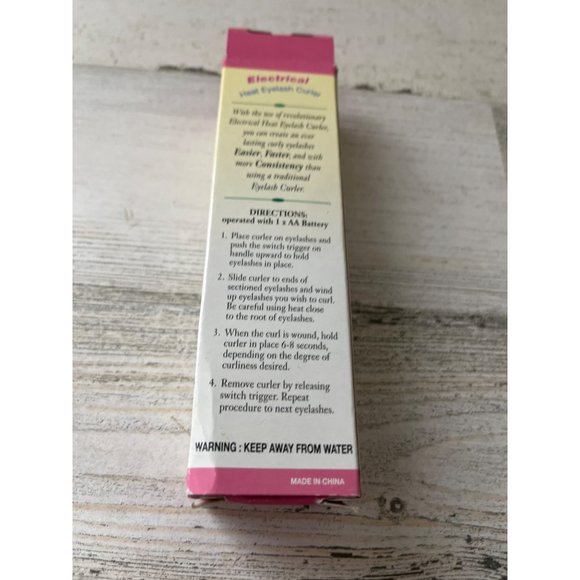 Electrical
Heat Eyelash Curler
With the use of revolutionary
Electrical Heat Eyelash Curler,
you can create an ever
lasting curly eyelashes
Easier, Faster, and with
more Consistency than
using a traditional
Eyelash Curler.
DIRECTIONS:
operated with 1 x AA Battery
1. Place curler on eyelashes and
push the switch trigger on
handle upward to hold
eyelashes in place.
2. Slide curler to ends of
sectioned eyelashes and wind
up eyelashes you wish to curl.
Be careful using heat close
to the root of eyelashes.
3. When the curl is wound, hold
curler in place 6-8 seconds,
depending on the degree of
curliness desired.
4. Remove curler by releasing
switch trigger. Repeat
procedure to next eyelashes.
WARNING : KEEP AWAY FROM WATER
MADE IN CHINA